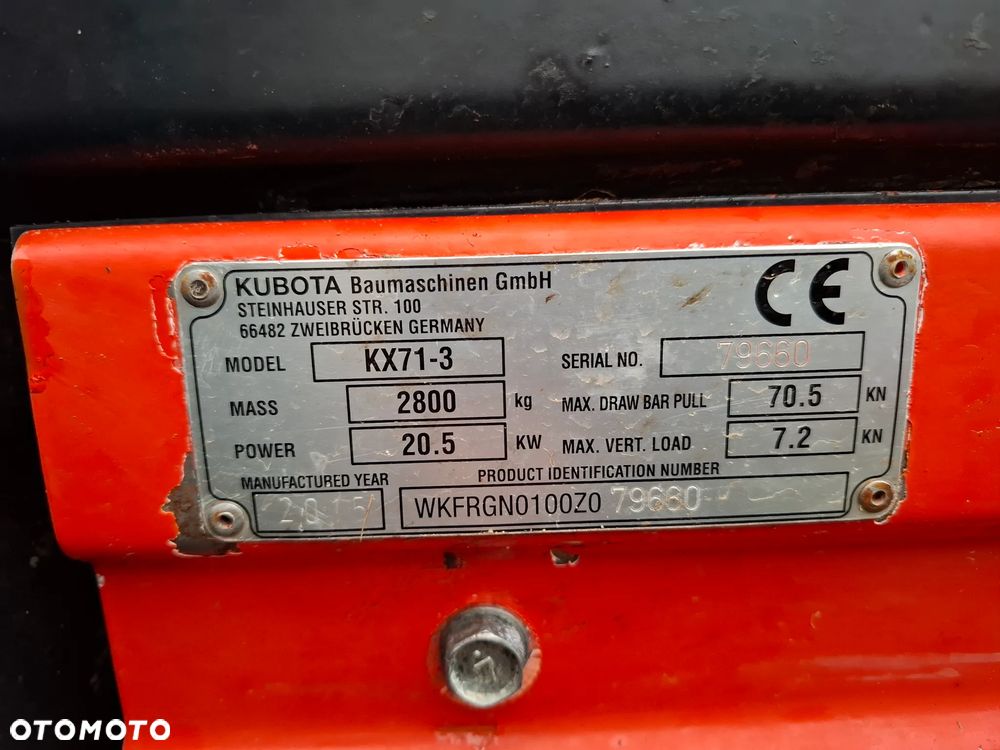 KUBOTA Baumaschinen GmbH CE
STEINHAUSER STR. 100
66482 ZWEIBRÜCKEN GERMANY
MODEL KX71-3 SERIAL NO. 79660
MASS 2800 kg MAX. DRAW BAR PULL 70.5 KN
POWER 20.5 KW MAX. VERT. LOAD 7.2 KN
MANUFACTURED YEAR PRODUCT IDENTIFICATION NUMBER
2015 WKFRGN0100Z079660
OTOMOTO